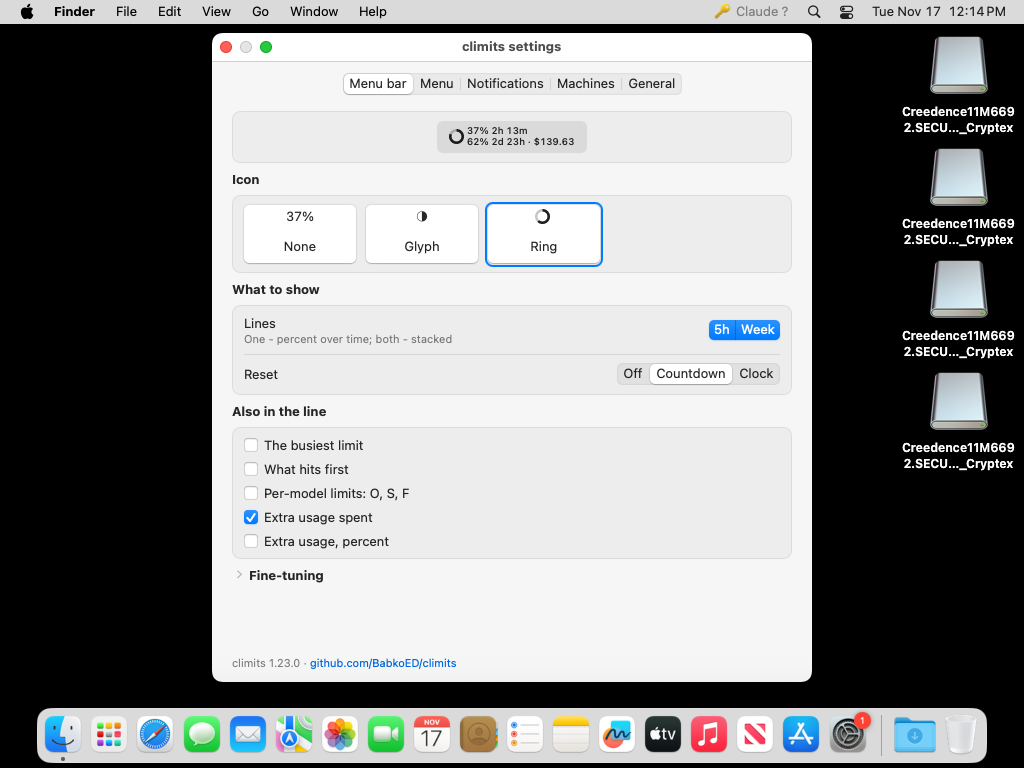 Finder File Edit View Go Window Help
Claude ? Tue Nov 17 12:14 PM
climits settings
Menu bar Menu Notifications Machines General
37% 2h 13m
62% 2d 23h · $139.63
Icon
37%
None Glyph Ring
What to show
Lines
One - percent over time; both - stacked
5h Week
Reset
Off Countdown Clock
Also in the line
The busiest limit
What hits first
Per-model limits: O, S, F
Extra usage spent
Extra usage, percent
Fine-tuning
climits 1.23.0 · github.com/BabkoED/climits
Creedence11M669
2.SECU..._Cryptex
Creedence11M669
2.SECU..._Cryptex
Creedence11M669
2.SECU..._Cryptex
Creedence11M669
2.SECU..._Cryptex
NOV
17
tv
1